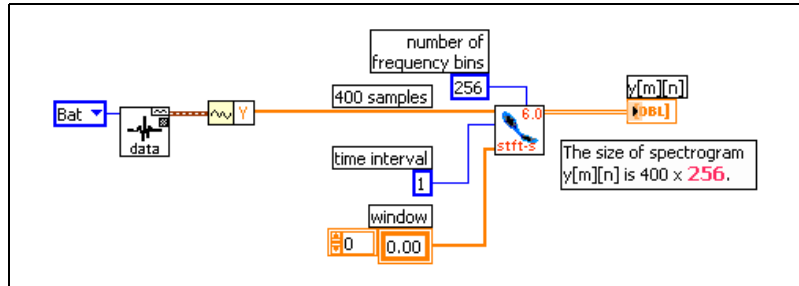 number of
frequency bins
256
y[m][n]
Bat
400 samples
Y
6.0
DBL]
data
stft-s
time interval
1
The size of spectrogram
y[m][n] is 400 x 256.
window
0
0.00